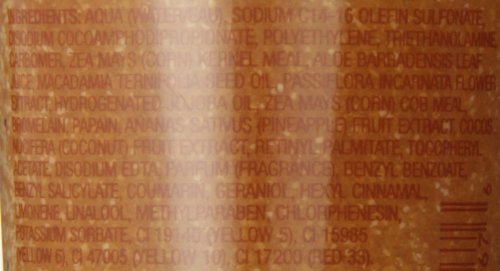 INGREDIENTS: AQUA (WATER/EAU), SODIUM C14-16 OLEFIN SULFONATE,
DISODIUM COCOAMPHODIPROPIONATE, POLYETHYLENE, TRIETHANOLAMINE,
CARBOMER, ZEA MAYS (CORN) KERNEL MEAL, ALOE BARBADENSIS LEAF
JUICE, MACADAMIA TERNIFOLIA SEED OIL, PASSIFLORA INCARNATA FLOWER
EXTRACT, HYDROGENATED JOJOBA OIL, ZEA MAYS (CORN) COB MEAL,
BROMELAIN, PAPAIN, ANANAS SATIVUS (PINEAPPLE) FRUIT EXTRACT, COCOS
NUCIFERA (COCONUT) FRUIT EXTRACT, RETINYL PALMITATE, TOCOPHERYL
ACETATE, DISODIUM EDTA, PARFUM (FRAGRANCE), BENZYL BENZOATE,
BENZYL SALICYLATE, COUMARIN, GERANIOL, HEXYL CINNAMAL,
LIMONENE, LINALOOL, METHYLPARABEN, CHLORPHENESIN,
POTASSIUM SORBATE, CI 19140 (YELLOW 5), CI 15985
(YELLOW 6), CI 47005 (YELLOW 10), CI 17200 (RED 33).